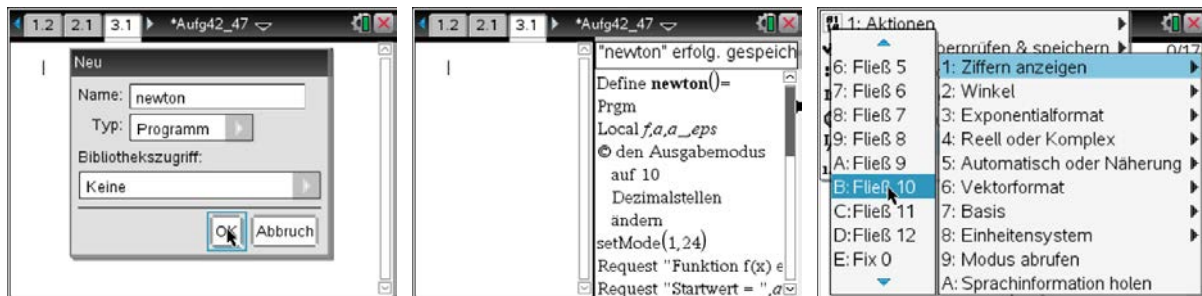 1.2 2.1 3.1 *Aufg42_47
Neu
Name: newton
Typ: Programm
Bibliothekszugriff:
Keine
OK Abbruch
1.2 2.1 3.1 *Aufg42_47
"newton" erfolg. gespeich
Define newton()=
Prgm
Local f,a,a_,eps
© den Ausgabemodus
auf 10
Dezimalstellen
ändern
setMode(1,24)
Request "Funktion f(x) e
Request "Startwert = ",a
1: Aktionen
erprüfen & speichern
0/17
6: Fließ 5
7: Fließ 6
8: Fließ 7
9: Fließ 8
A: Fließ 9
B: Fließ 10
C: Fließ 11
D: Fließ 12
E: Fix 0
1: Ziffern anzeigen
2: Winkel
3: Exponentialformat
4: Reell oder Komplex
5: Automatisch oder Näherung
6: Vektorformat
7: Basis
8: Einheitensystem
9: Modus abrufen
A: Sprachinformation holen